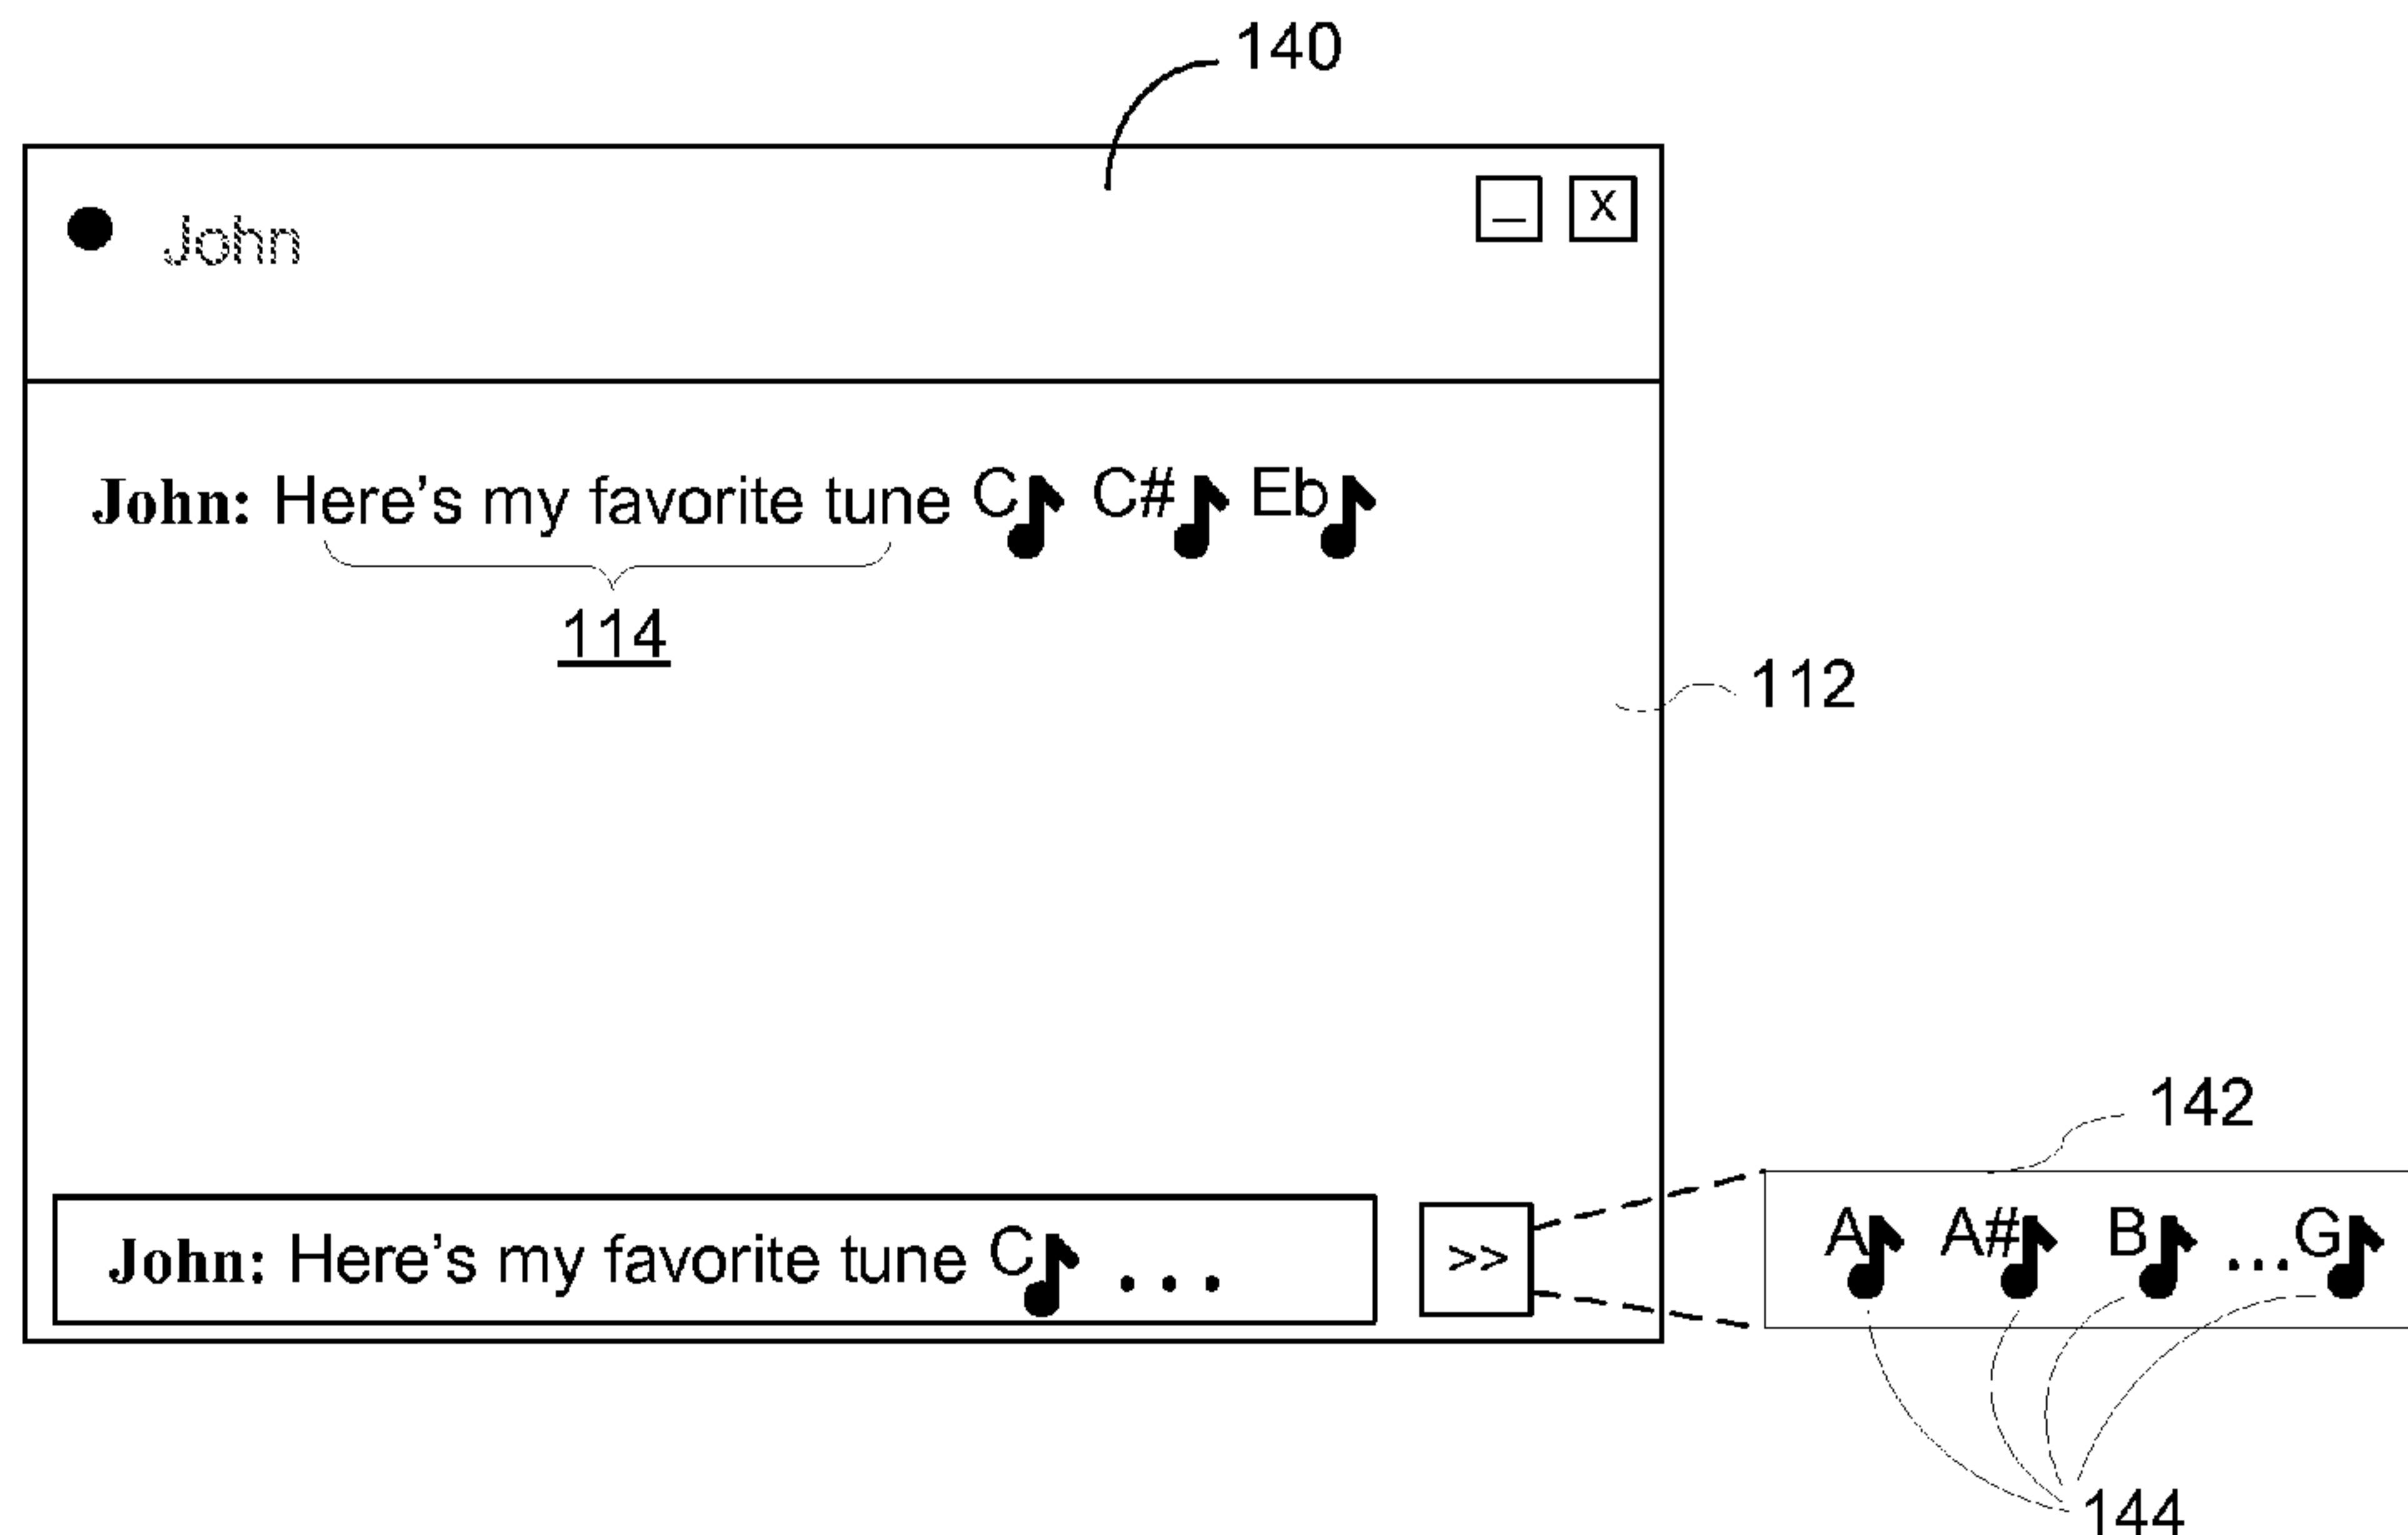 140
_ X
John
John: Here's my favorite tune C♪ C#♪ Eb♪
114
112
142
John: Here's my favorite tune C♪ ... >> A♪ A#♪ B♪ ...G♪
144